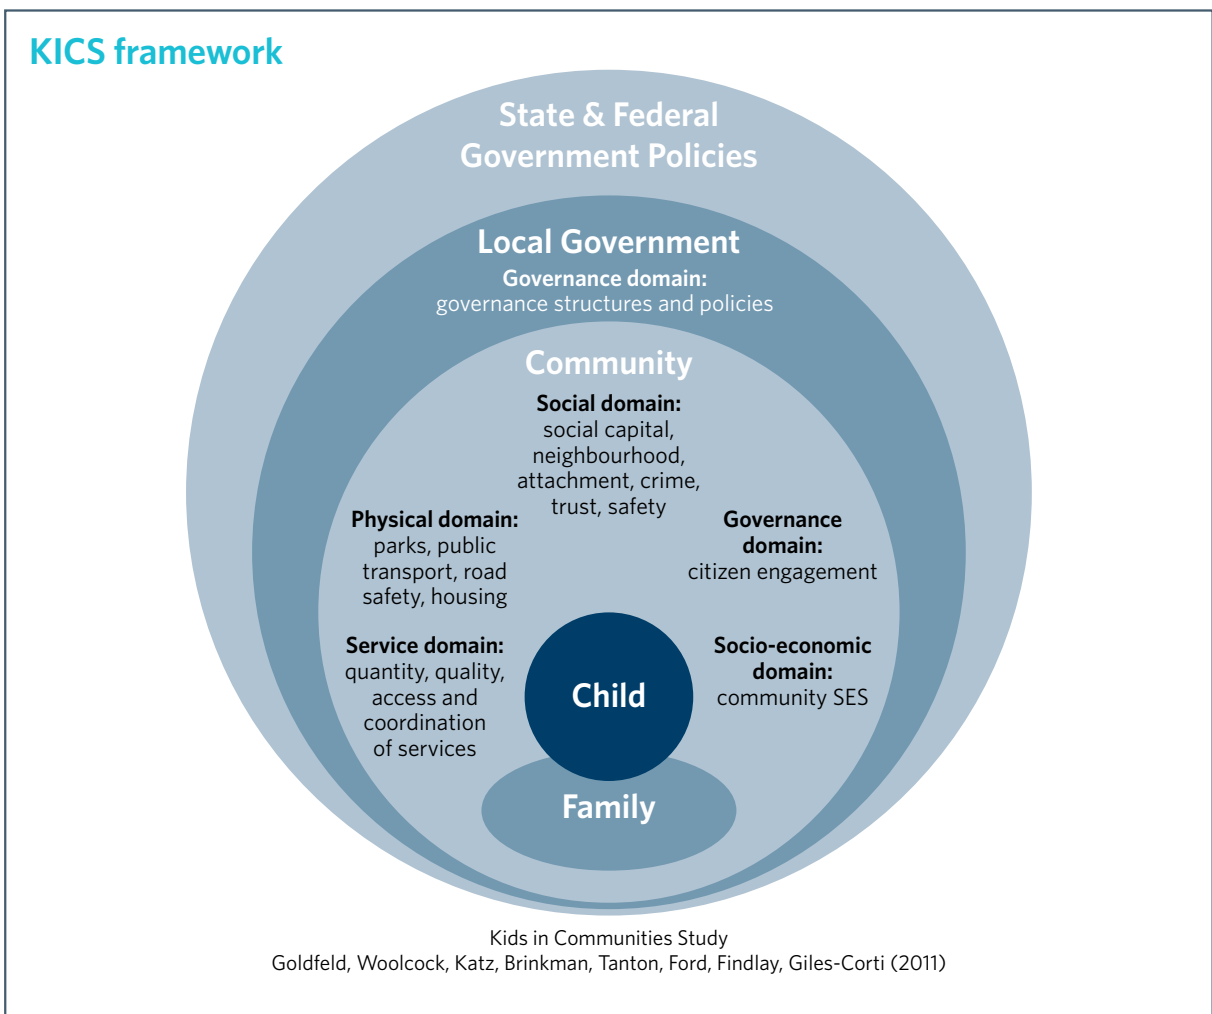 KICS framework
State & Federal
Government Policies
Local Government
Governance domain:
governance structures and policies
Community
Social domain:
social capital,
neighbourhood,
attachment, crime,
trust, safety
Physical domain:
parks, public
transport, road
safety, housing
Governance
domain:
citizen engagement
Service domain:
quantity, quality,
access and
coordination
of services
Socio-economic
domain:
community SES
Child
Family
Kids in Communities Study
Goldfeld, Woolcock, Katz, Brinkman, Tanton, Ford, Findlay, Giles-Corti (2011)